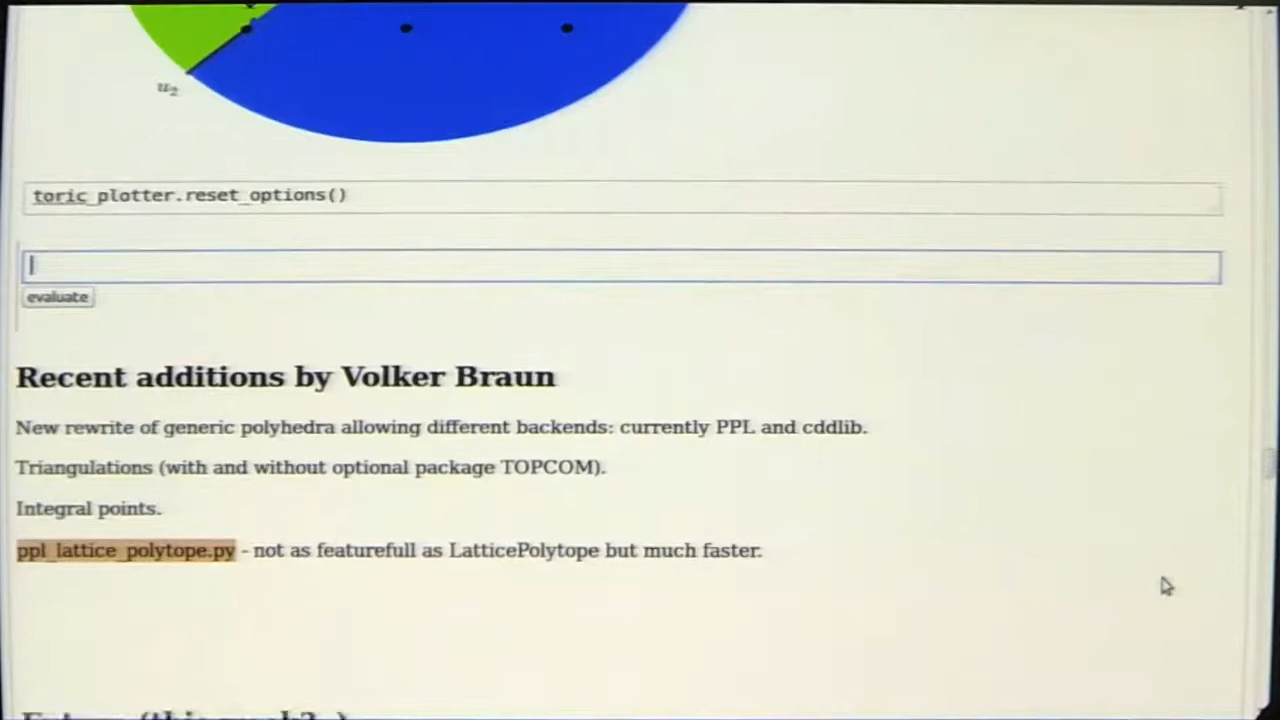 u2
toric_plotter.reset_options()
evaluate
Recent additions by Volker Braun
New rewrite of generic polyhedra allowing different backends: currently PPL and cddlib.
Triangulations (with and without optional package TOPCOM).
Integral points.
ppl_lattice_polytope.py - not as featurefull as LatticePolytope but much faster.